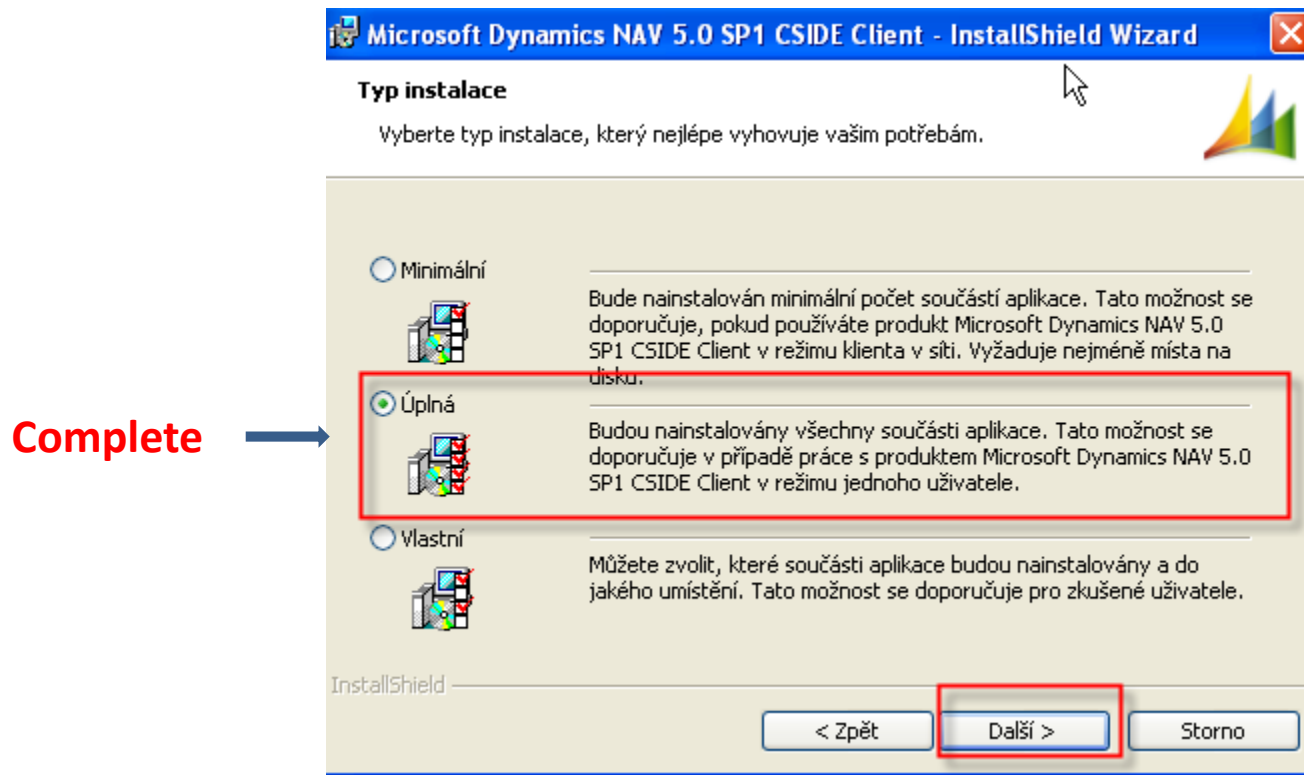 Microsoft Dynamics NAV 5.0 SP1 CSIDE Client - InstallShield Wizard
Typ instalace
Vyberte typ instalace, který nejlépe vyhovuje vašim potřebám.
Minimální
Bude nainstalován minimální počet součástí aplikace. Tato možnost se
doporučuje, pokud používáte produkt Microsoft Dynamics NAV 5.0
SP1 CSIDE Client v režimu klienta v síti. Vyžaduje nejméně místa na
disku.
Complete
Úplná
Budou nainstalovány všechny součásti aplikace. Tato možnost se
doporučuje v případě práce s produktem Microsoft Dynamics NAV 5.0
SP1 CSIDE Client v režimu jednoho uživatele.
Vlastní
Můžete zvolit, které součásti aplikace budou nainstalovány a do
jakého umístění. Tato možnost se doporučuje pro zkušené uživatele.
InstallShield
< Zpět
Další >
Storno